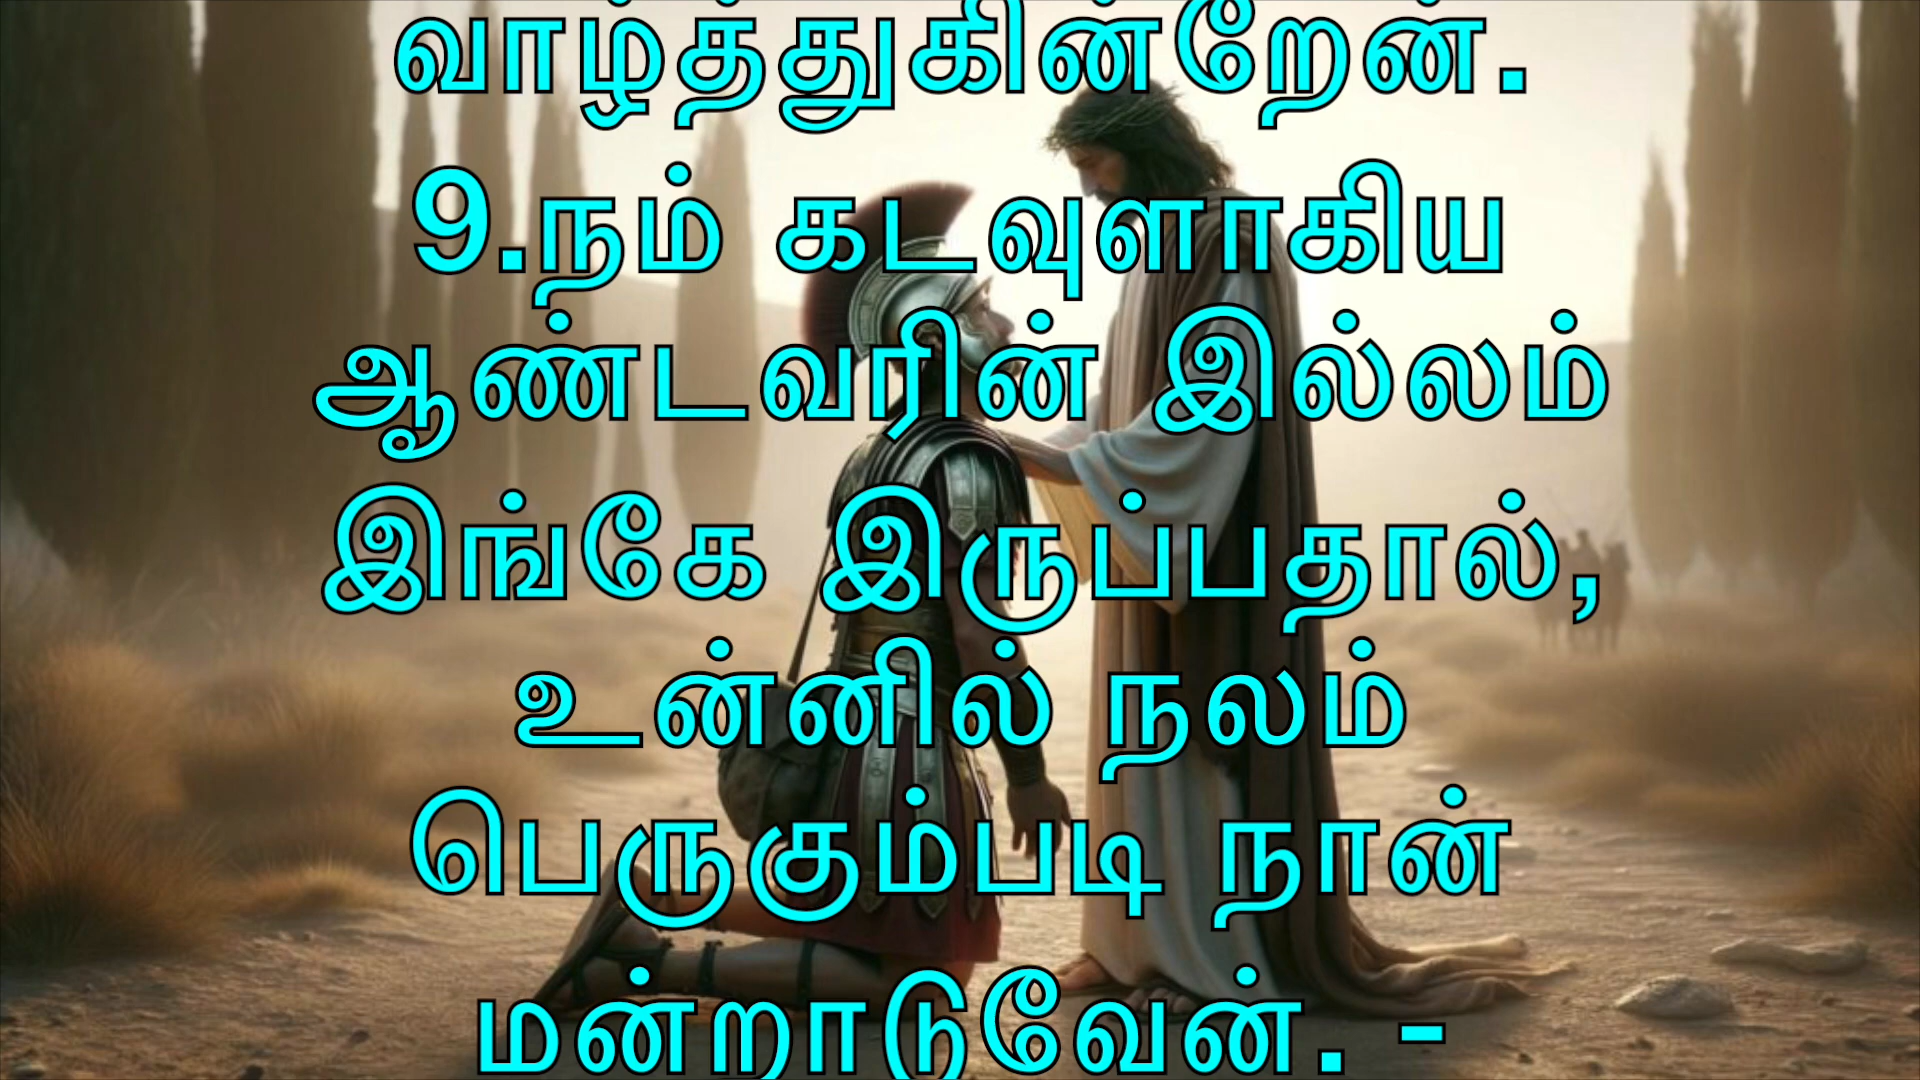 வாழ்த்துகின்றேன்.
9.நம் கடவுளாகிய
ஆண்டவரின் இல்லம்
இங்கே இருப்பதால்,
உன்னில் நலம்
பெருகும்படி நான்
மன்றாடுவேன். -